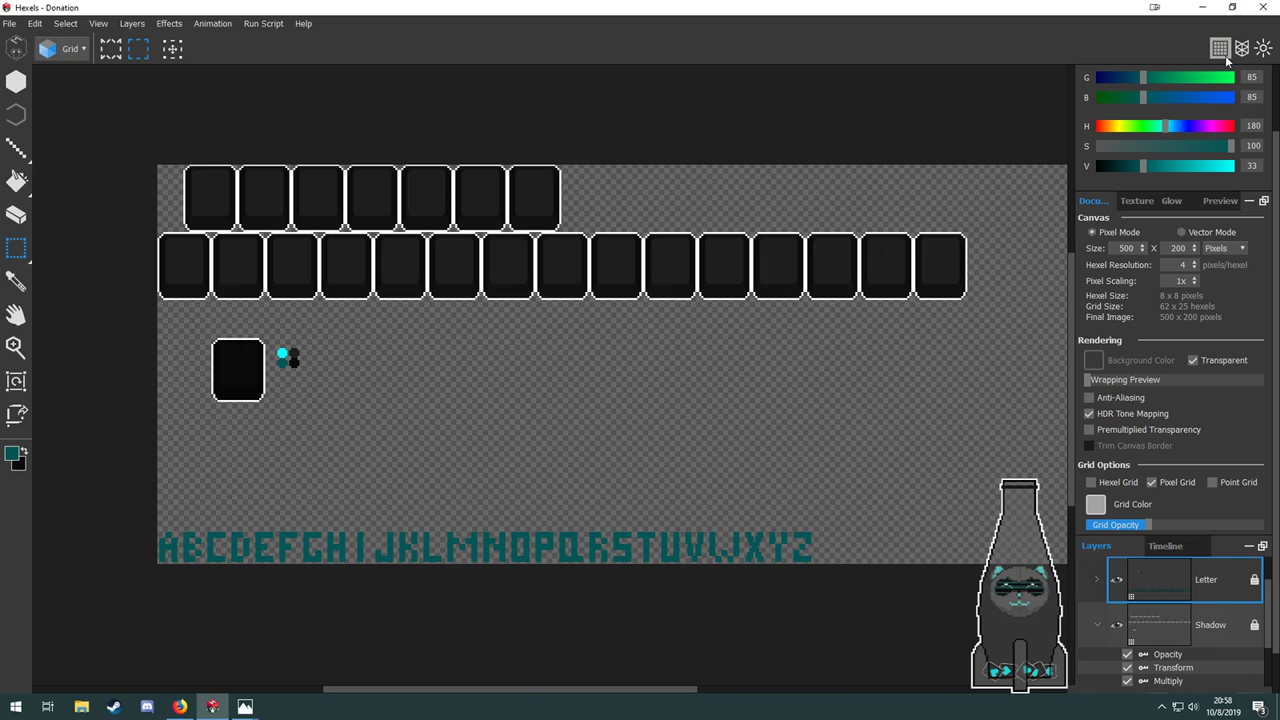 Hexels - Donation
File Edit Select View Layers Effects Animation Run Script Help
Grid
G 85
B 85
H 180
S 100
V 33
Docu... Texture Glow Preview
Canvas
Pixel Mode Vector Mode
Size: 500 X 200 Pixels
Hexel Resolution: 4 pixels/hexel
Pixel Scaling: 1x
Hexel Size: 8 x 8 pixels
Grid Size: 62 x 25 hexels
Final Image: 500 x 200 pixels
Rendering
Background Color Transparent
Wrapping Preview
Anti-Aliasing
HDR Tone Mapping
Premultiplied Transparency
Trim Canvas Border
Grid Options
Hexel Grid Pixel Grid Point Grid
Grid Color
Grid Opacity
Layers Timeline
Letter
Shadow
Opacity
Transform
Multiply
ABCDEFGHIJKLMNOPQRSTUVWXYZ
20:58
10/8/2019
3